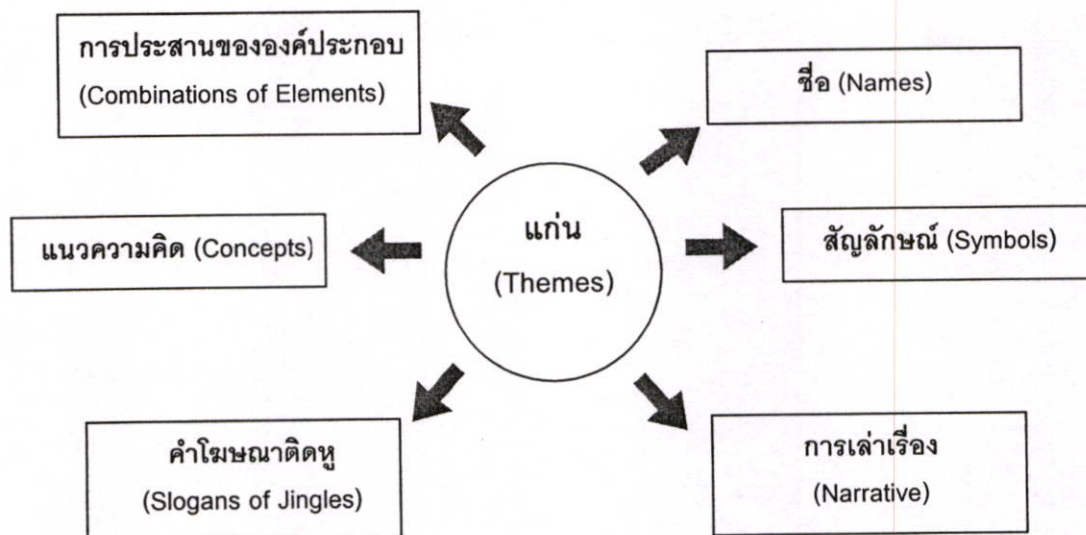 การประสานขององค์ประกอบ
(Combinations of Elements)
ชื่อ (Names)
แก่น
(Themes)
แนวความคิด (Concepts)
สัญลักษณ์ (Symbols)
คำโฆษณาติดหู
(Slogans of Jingles)
การเล่าเรื่อง
(Narrative)